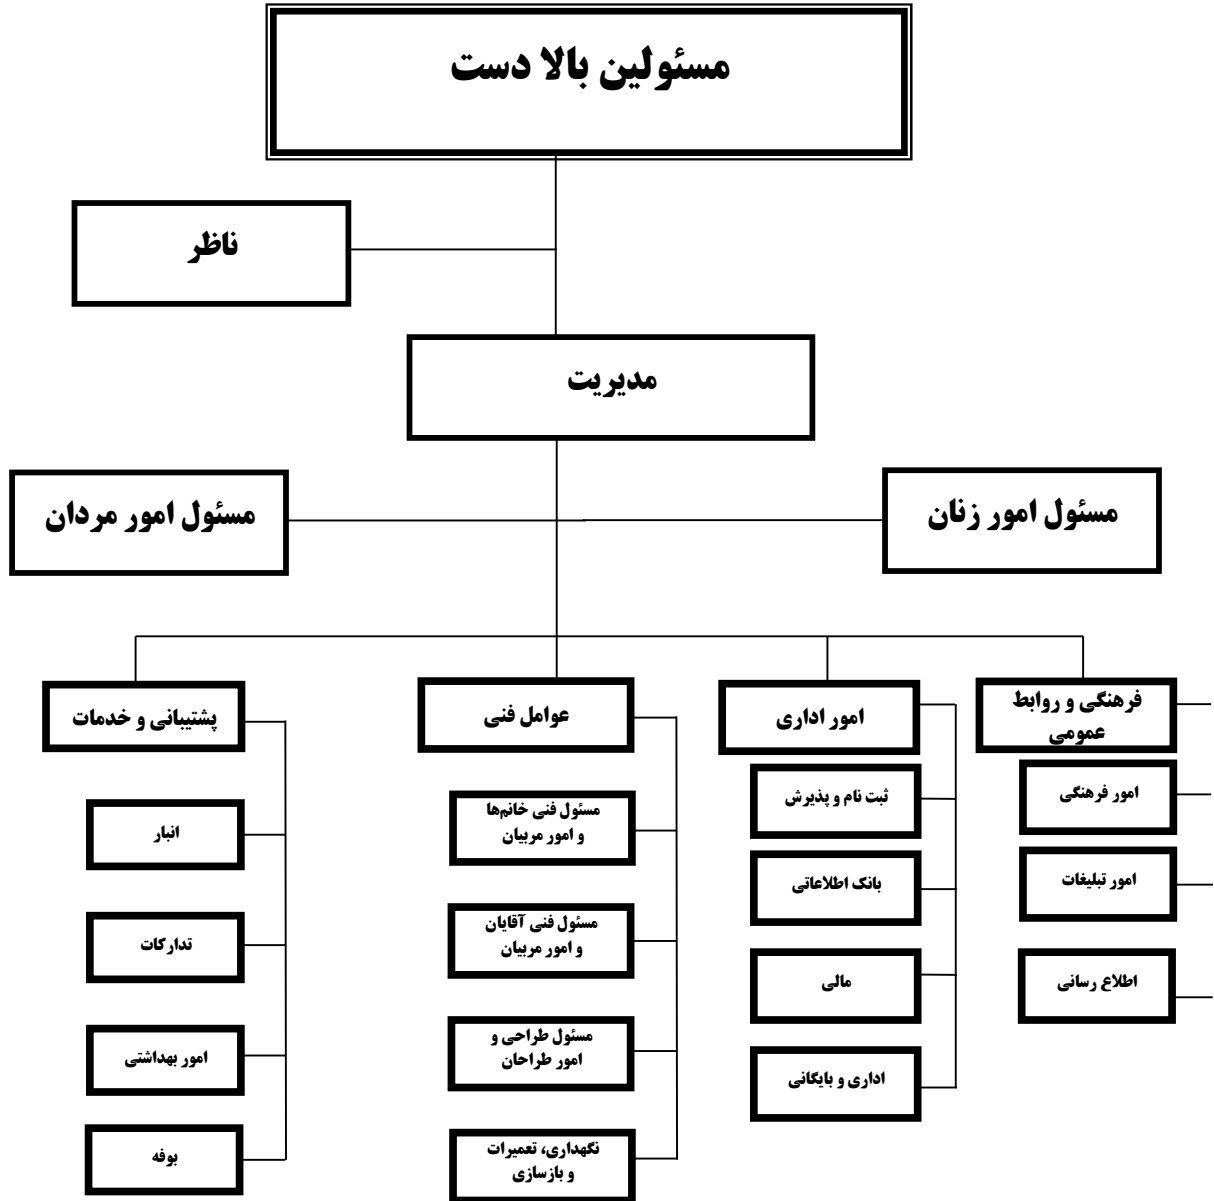 مسئولین بالا دست
ناظر
مدیریت
مسئول امور زنان
مسئول امور مردان
فرهنگی و روابط
عمومی
امور فرهنگی
امور تبلیغات
اطلاع رسانی
امور اداری
ثبت نام و پذیرش
بانک اطلاعاتی
مالی
اداری و بایگانی
عوامل فنی
مسئول فنی خانم‌ها
و امور مربیان
مسئول فنی آقایان
و امور مربیان
مسئول طراحی و
امور طراحان
نگهداری، تعمیرات
و بازسازی
پشتیبانی و خدمات
انبار
تدارکات
امور بهداشتی
بوفه